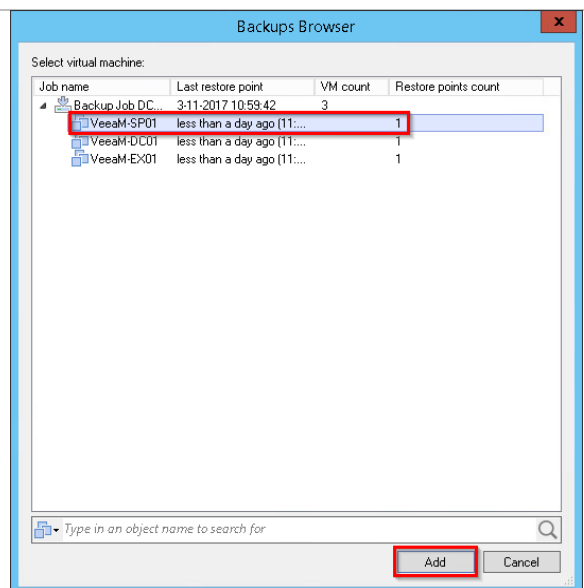 Backups Browser
x
Select virtual machine:
Job name Last restore point VM count Restore points count
Backup Job DC... 3-11-2017 10:59:42 3
VeeaM-SP01 less than a day ago (11:... 1
VeeaM-DC01 less than a day ago (11:... 1
VeeaM-EX01 less than a day ago (11:... 1
Type in an object name to search for
Add Cancel